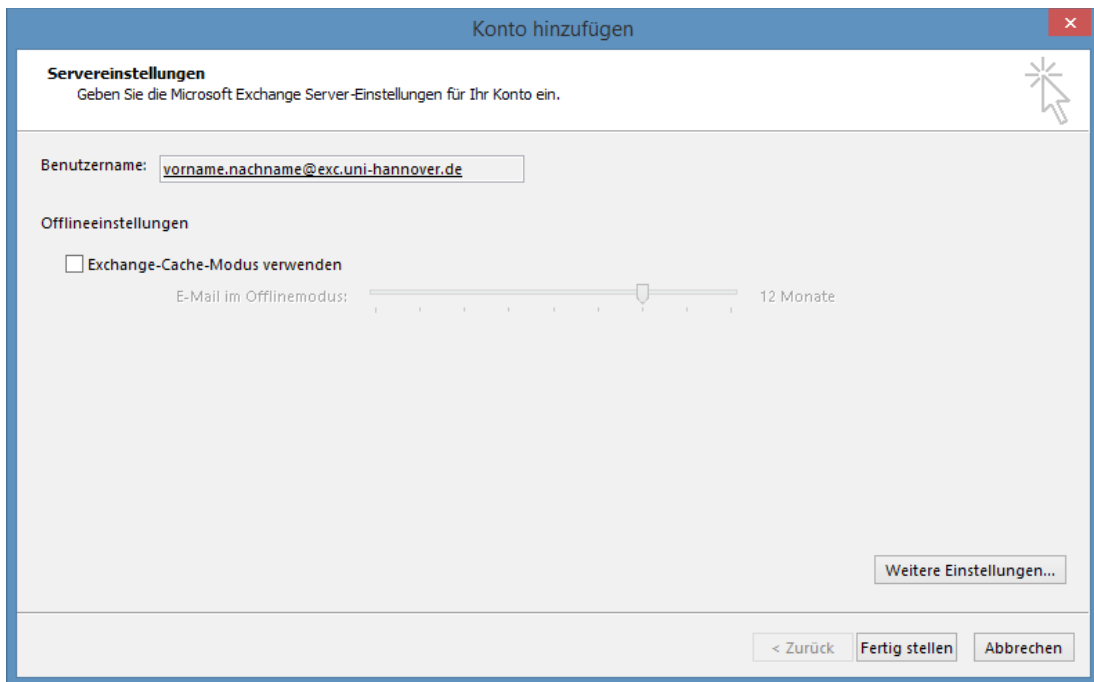 Konto hinzufügen
Servereinstellungen
Geben Sie die Microsoft Exchange Server-Einstellungen für Ihr Konto ein.
Benutzername: vorname.nachname@exc.uni-hannover.de
Offlineeinstellungen
Exchange-Cache-Modus verwenden
E-Mail im Offlinemodus: 12 Monate
Weitere Einstellungen...
< Zurück Fertig stellen Abbrechen